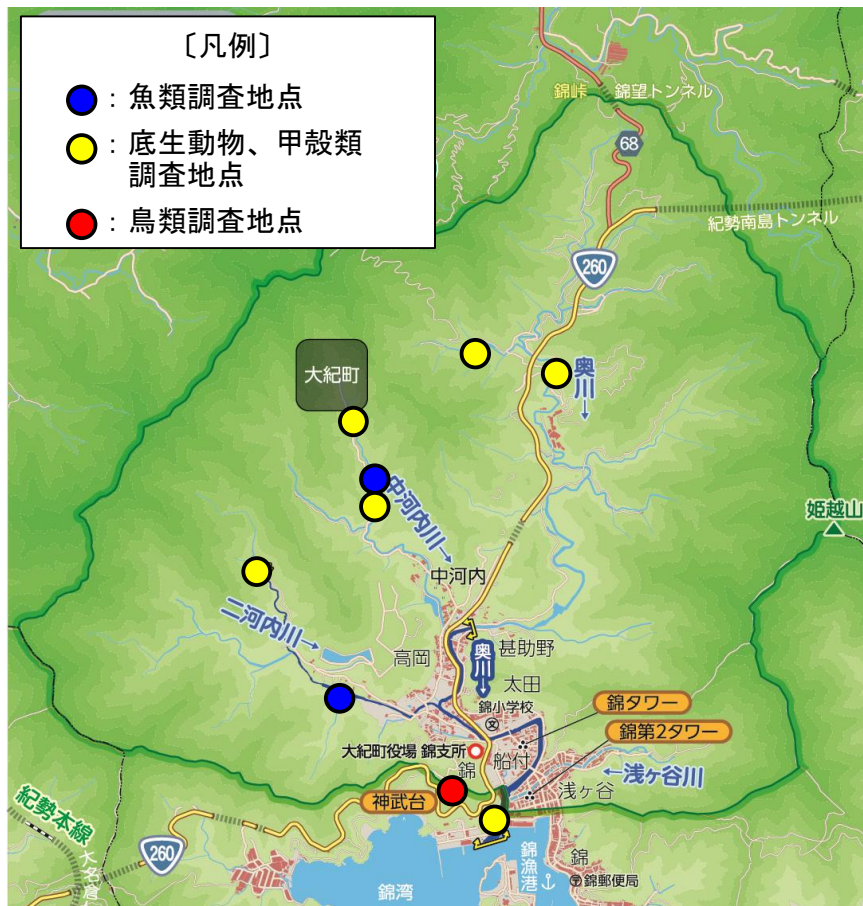 〔凡例〕
：魚類調査地点
：底生動物、甲殻類
調査地点
：鳥類調査地点
錦峠
錦望トンネル
68
紀勢南島トンネル
260
大紀町
奥川
中河内川
姫越山
中河内
二河内川
高岡
甚助野
奥川
太田
錦小学校
文
錦タワー
錦第2タワー
大紀町役場 錦支所
錦
船付
浅ヶ谷
浅ヶ谷川
神武台
紀勢本線
260
大名倉
錦湾
錦漁港
錦
錦郵便局